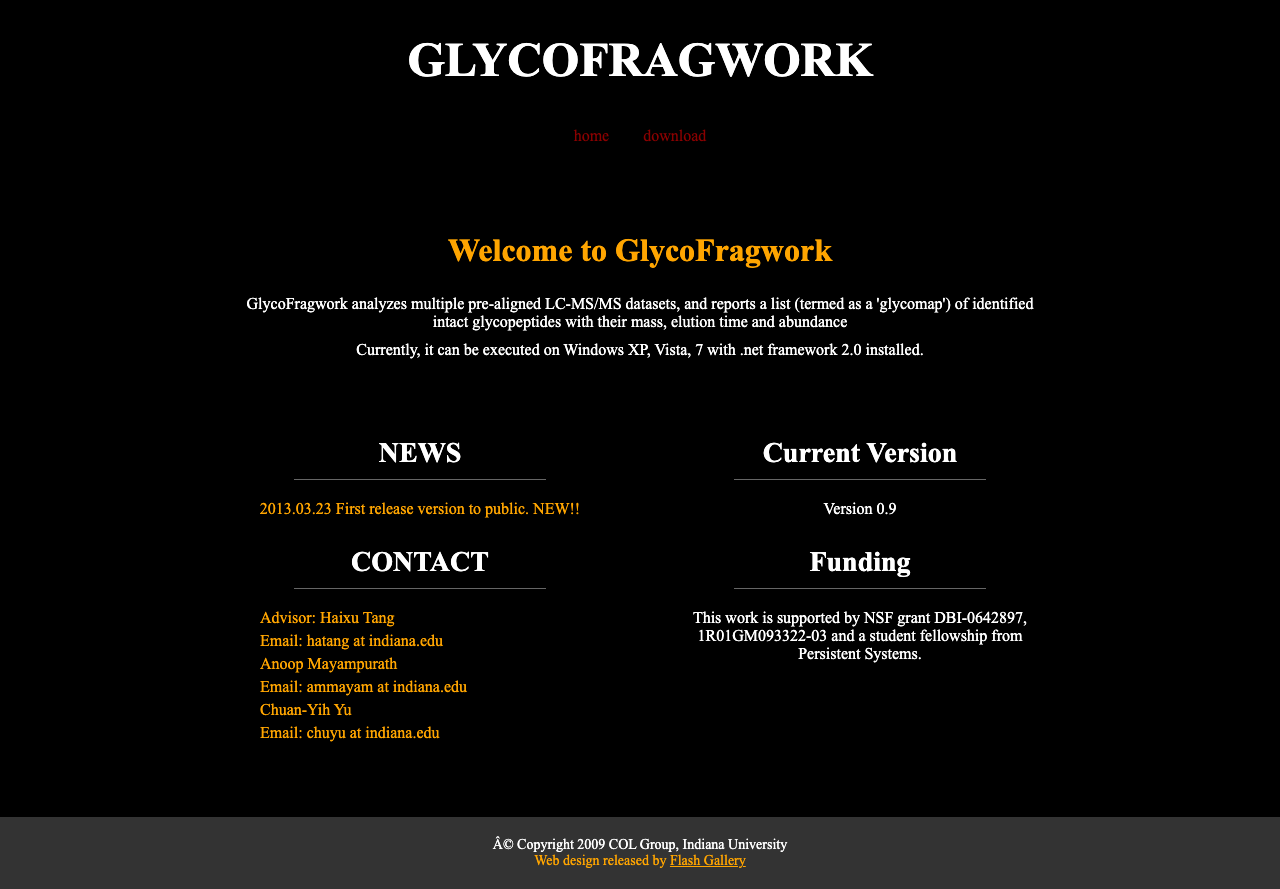 GLYCOFRAGWORK
home download
Welcome to GlycoFragwork
GlycoFragwork analyzes multiple pre-aligned LC-MS/MS datasets, and reports a list (termed as a 'glycomap') of identified
intact glycopeptides with their mass, elution time and abundance
Currently, it can be executed on Windows XP, Vista, 7 with .net framework 2.0 installed.
NEWS
2013.03.23 First release version to public. NEW!!
CONTACT
Advisor: Haixu Tang
Email: hatang at indiana.edu
Anoop Mayampurath
Email: ammayam at indiana.edu
Chuan-Yih Yu
Email: chuyu at indiana.edu
Current Version
Version 0.9
Funding
This work is supported by NSF grant DBI-0642897,
1R01GM093322-03 and a student fellowship from
Persistent Systems.
Â© Copyright 2009 COL Group, Indiana University
Web design released by Flash Gallery